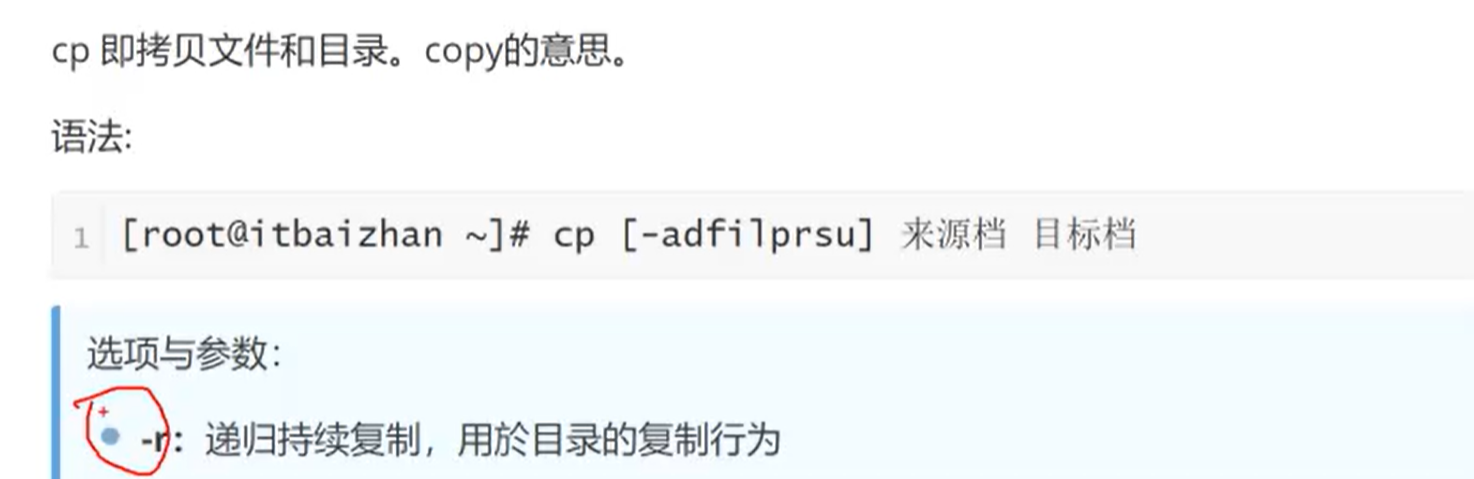 cp 即拷贝文件和目录。copy的意思。
语法:
1 [root@itbaizhan ~]# cp [-adfilprsu] 来源档 目标档
选项与参数：
-r：递归持续复制，用於目录的复制行为